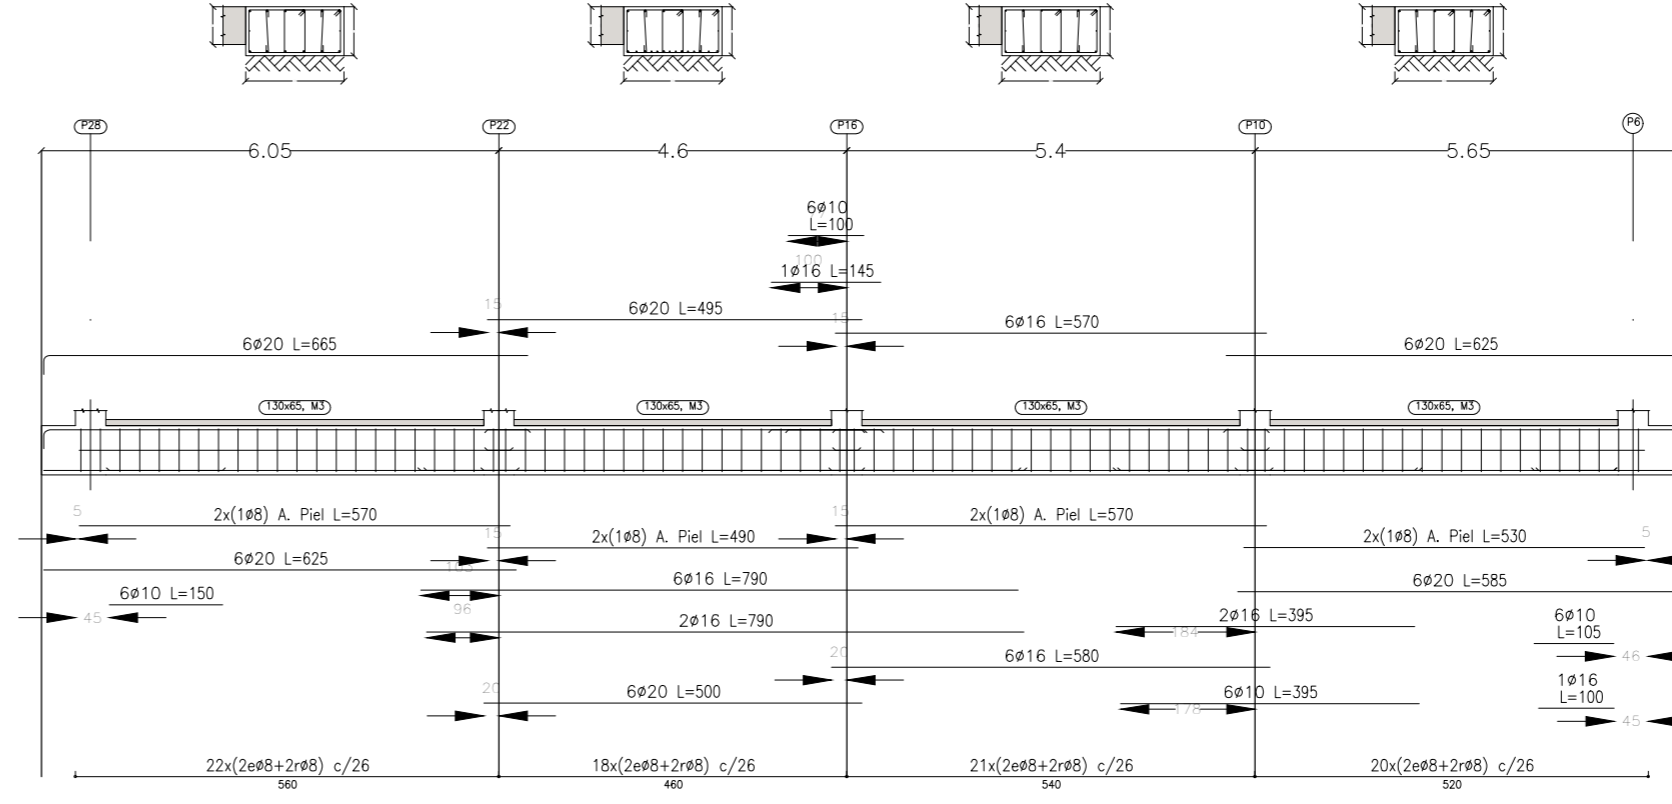 P28
P22
P16
P10
P6
6.05
4.6
5.4
5.65
6ø10
L=100
100
1ø16 L=145
15
6ø20 L=495
15
6ø16 L=570
6ø20 L=665
6ø20 L=625
130x65, M3
130x65, M3
130x65, M3
130x65, M3
5
2x(1ø8) A. Piel L=570
15
2x(1ø8) A. Piel L=570
15
2x(1ø8) A. Piel L=490
2x(1ø8) A. Piel L=530
5
6ø20 L=625
6ø16 L=790
6ø20 L=585
6ø10 L=150
45
96
2ø16 L=790
2ø16 L=395
184
6ø10
L=105
46
20
6ø16 L=580
20
6ø20 L=500
6ø10 L=395
178
1ø16
L=100
45
22x(2eø8+2rø8) c/26
560
18x(2eø8+2rø8) c/26
460
21x(2eø8+2rø8) c/26
540
20x(2eø8+2rø8) c/26
520